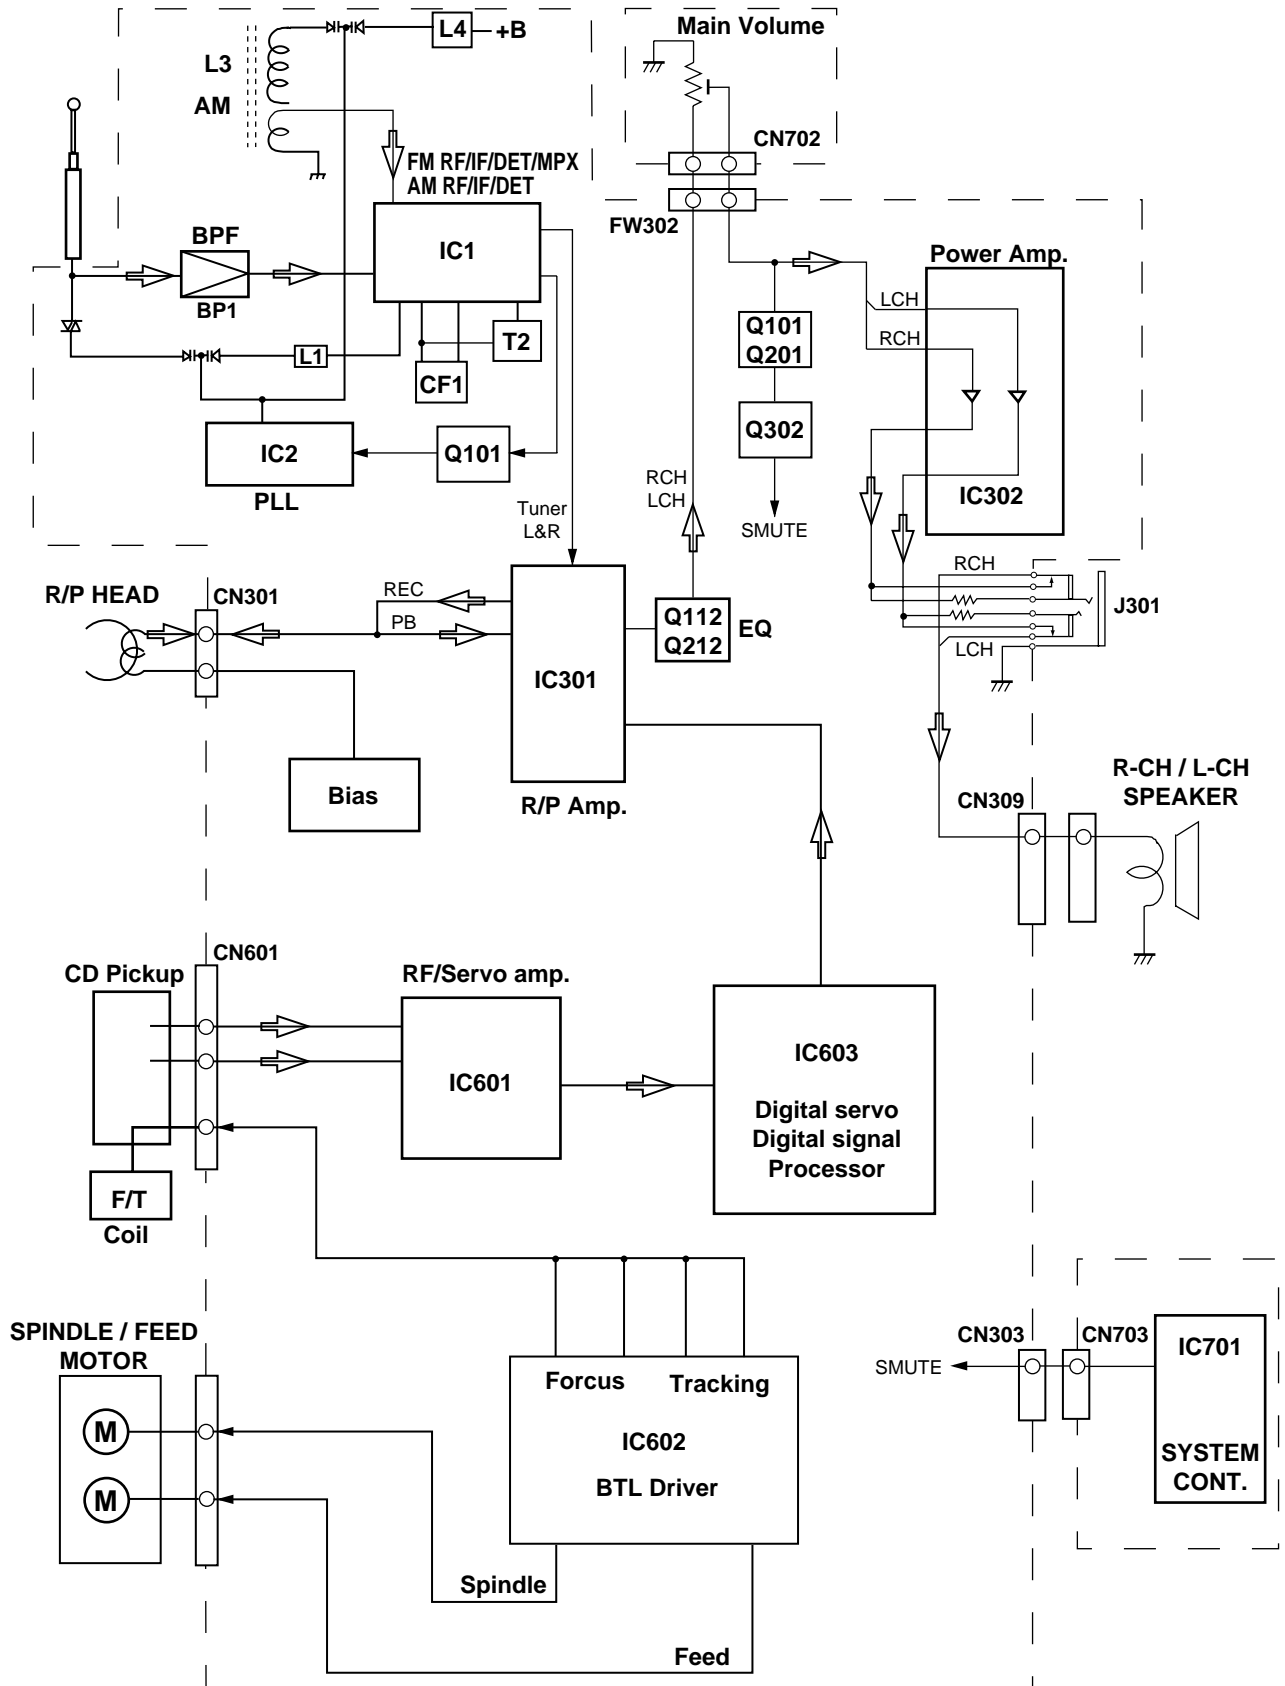 L4
+B
Main Volume
L3
AM
CN702
FM RF/IF/DET/MPX
AM RF/IF/DET
FW302
BPF
IC1
Power Amp.
BP1
LCH
RCH
Q101
Q201
L1
T2
CF1
Q302
IC2
Q101
PLL
RCH
LCH
IC302
Tuner
L&R
SMUTE
R/P HEAD
CN301
REC
RCH
J301
PB
Q112
Q212
EQ
LCH
IC301
Bias
R/P Amp.
R-CH / L-CH
SPEAKER
CN309
CN601
CD Pickup
RF/Servo amp.
IC601
IC603
Digital servo
Digital signal
Processor
F/T
Coil
SPINDLE / FEED
MOTOR
CN303
CN703
IC701
SMUTE
Forcus
Tracking
M
IC602
SYSTEM
CONT.
BTL Driver
M
Spindle
Feed